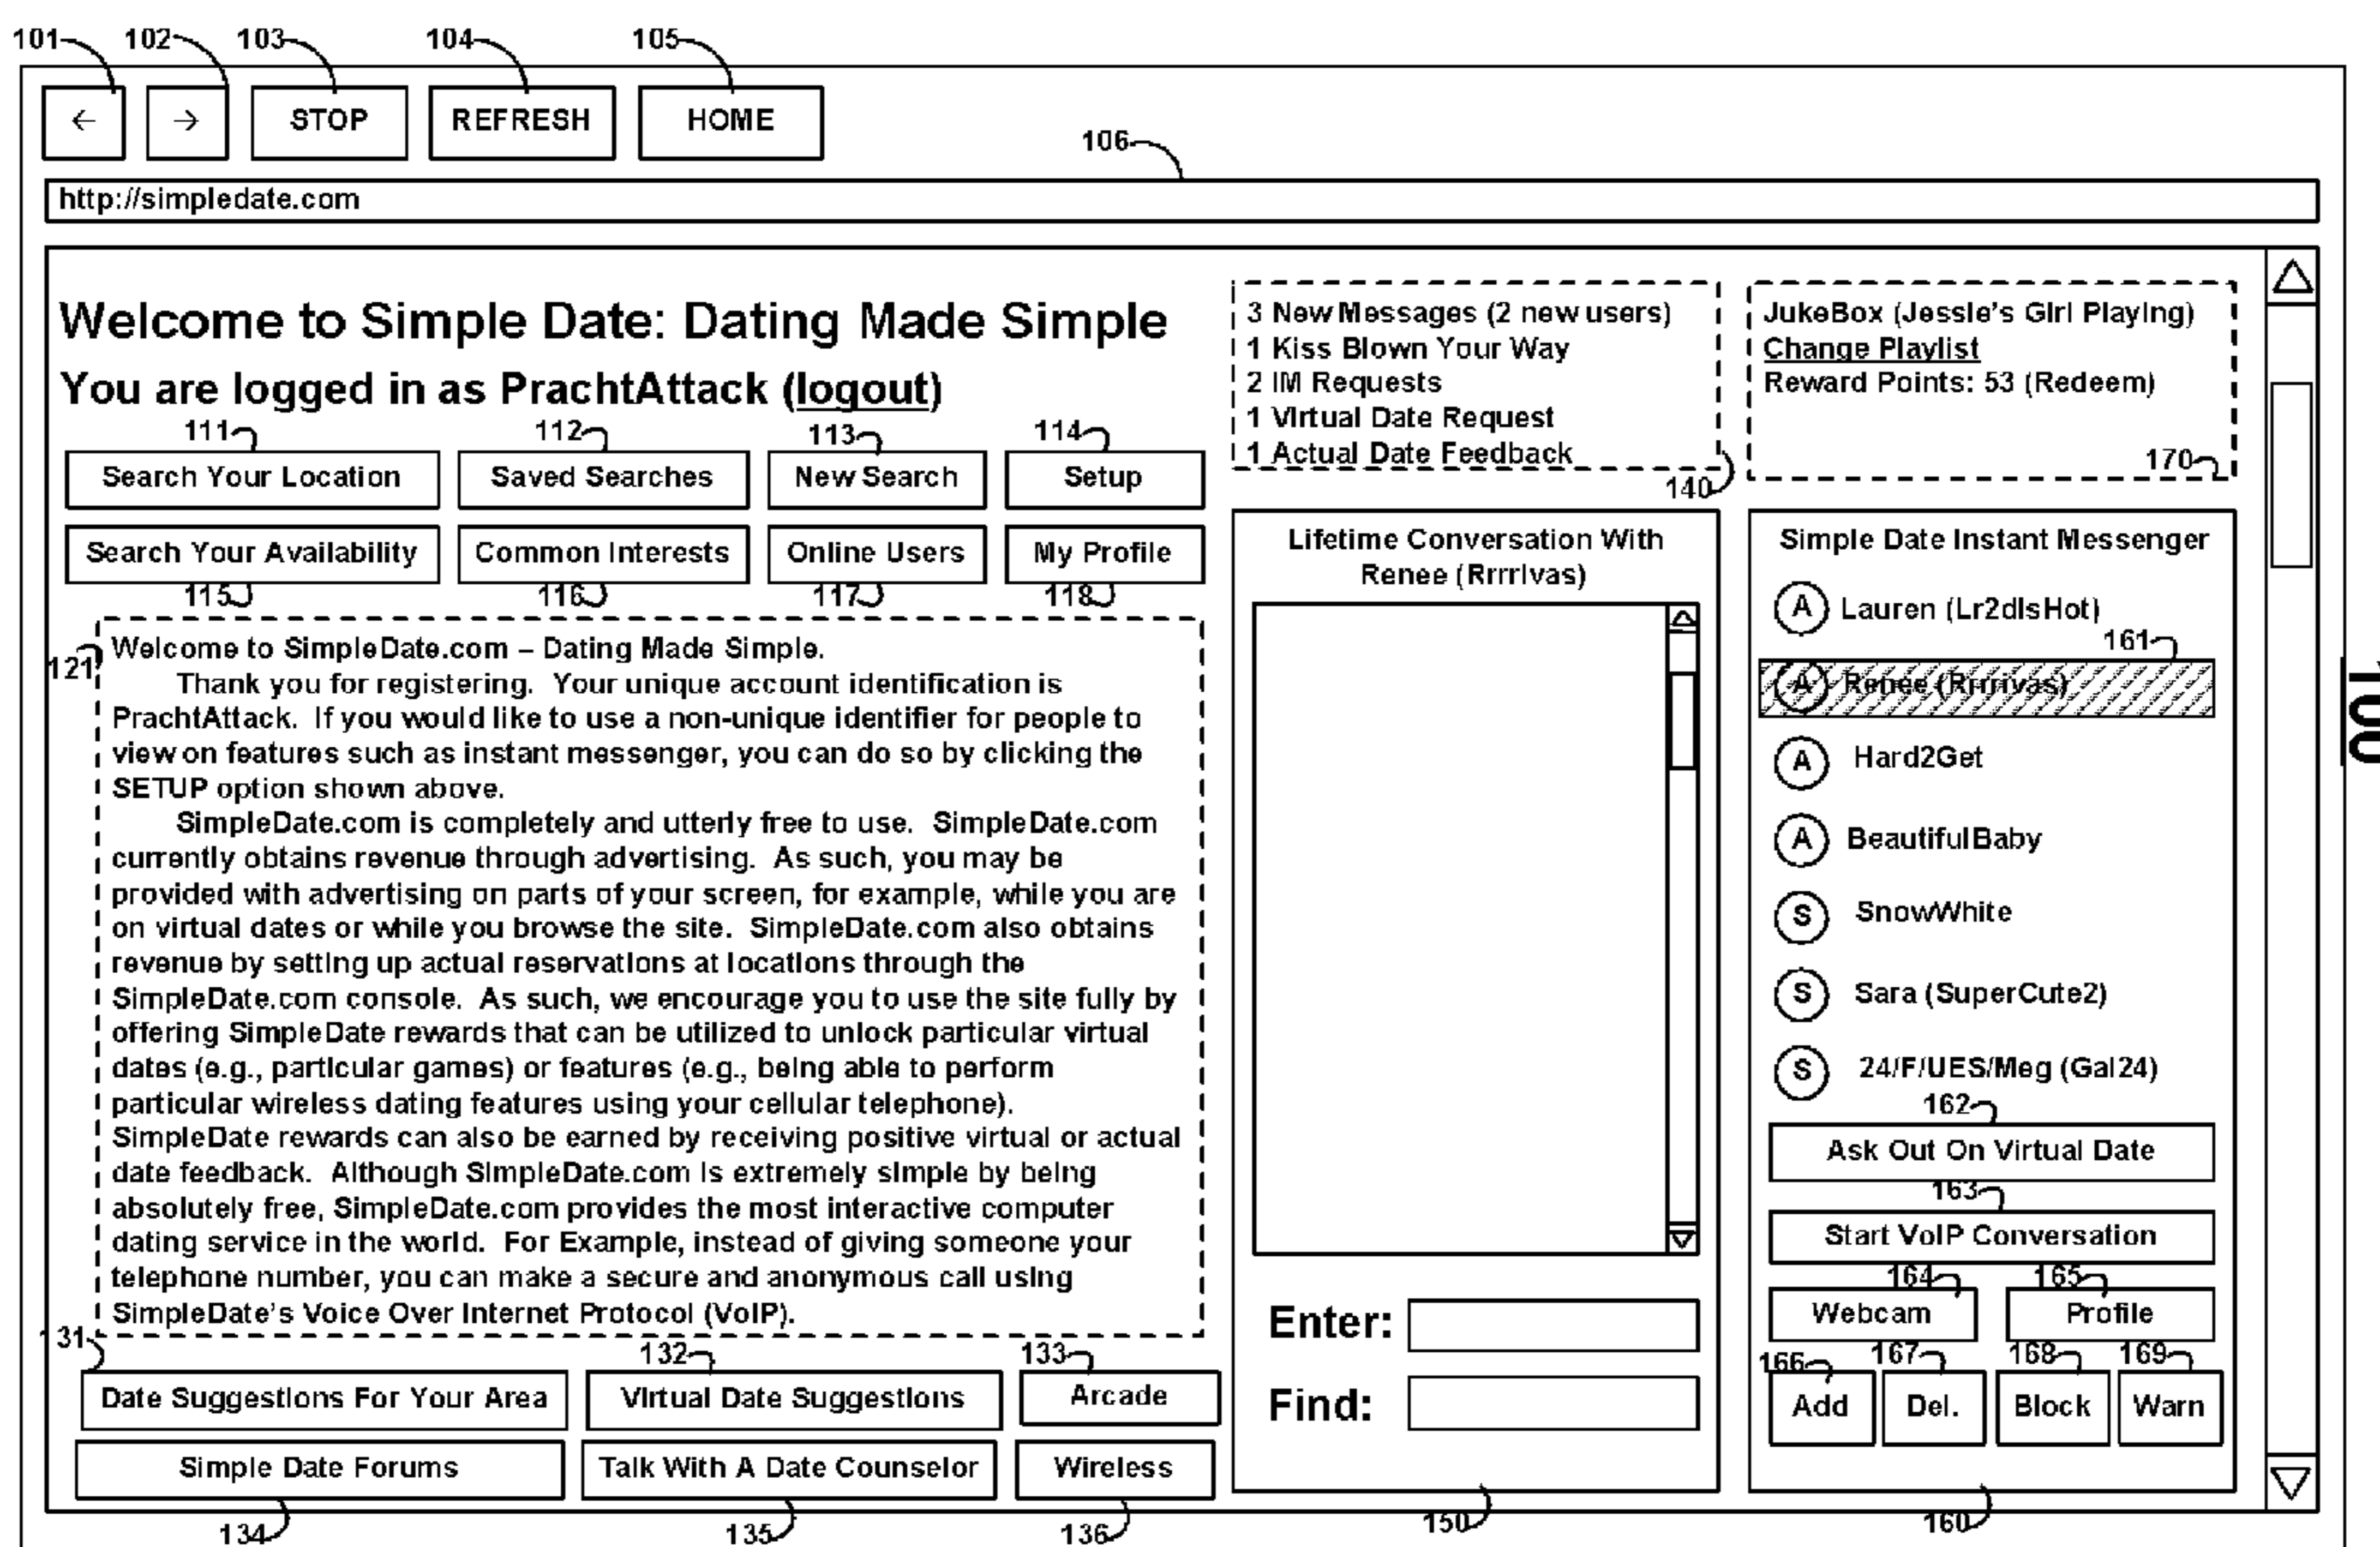 101 102 103 104 105
← → STOP REFRESH HOME
106
http://simpledate.com
Welcome to Simple Date: Dating Made Simple
You are logged in as PrachtAttack (logout)
111 112 113 114
Search Your Location Saved Searches New Search Setup
Search Your Availability Common Interests Online Users My Profile
115 116 117 118
121
Welcome to SimpleDate.com – Dating Made Simple.
Thank you for registering. Your unique account identification is
PrachtAttack. If you would like to use a non-unique identifier for people to
view on features such as instant messenger, you can do so by clicking the
SETUP option shown above.
SimpleDate.com is completely and utterly free to use. SimpleDate.com
currently obtains revenue through advertising. As such, you may be
provided with advertising on parts of your screen, for example, while you are
on virtual dates or while you browse the site. SimpleDate.com also obtains
revenue by setting up actual reservations at locations through the
SimpleDate.com console. As such, we encourage you to use the site fully by
offering SimpleDate rewards that can be utilized to unlock particular virtual
dates (e.g., particular games) or features (e.g., being able to perform
particular wireless dating features using your cellular telephone).
SimpleDate rewards can also be earned by receiving positive virtual or actual
date feedback. Although SimpleDate.com is extremely simple by being
absolutely free, SimpleDate.com provides the most interactive computer
dating service in the world. For Example, instead of giving someone your
telephone number, you can make a secure and anonymous call using
SimpleDate's Voice Over Internet Protocol (VoIP).
131 132 133
Date Suggestions For Your Area Virtual Date Suggestions Arcade
Simple Date Forums Talk With A Date Counselor Wireless
134 135 136
3 New Messages (2 new users)
1 Kiss Blown Your Way
2 IM Requests
1 Virtual Date Request
1 Actual Date Feedback
140
JukeBox (Jessie's Girl Playing)
Change Playlist
Reward Points: 53 (Redeem)
170
Lifetime Conversation With
Renee (Rrrrivas)
Enter:
Find:
150
Simple Date Instant Messenger
A Lauren (Lr2dIsHot)
161
A Renee (Rrrrivas)
A Hard2Get
A BeautifulBaby
S SnowWhite
S Sara (SuperCute2)
S 24/F/UES/Meg (Gal24)
162
Ask Out On Virtual Date
163
Start VoIP Conversation
164 165
Webcam Profile
166 167 168 169
Add Del. Block Warn
160
100